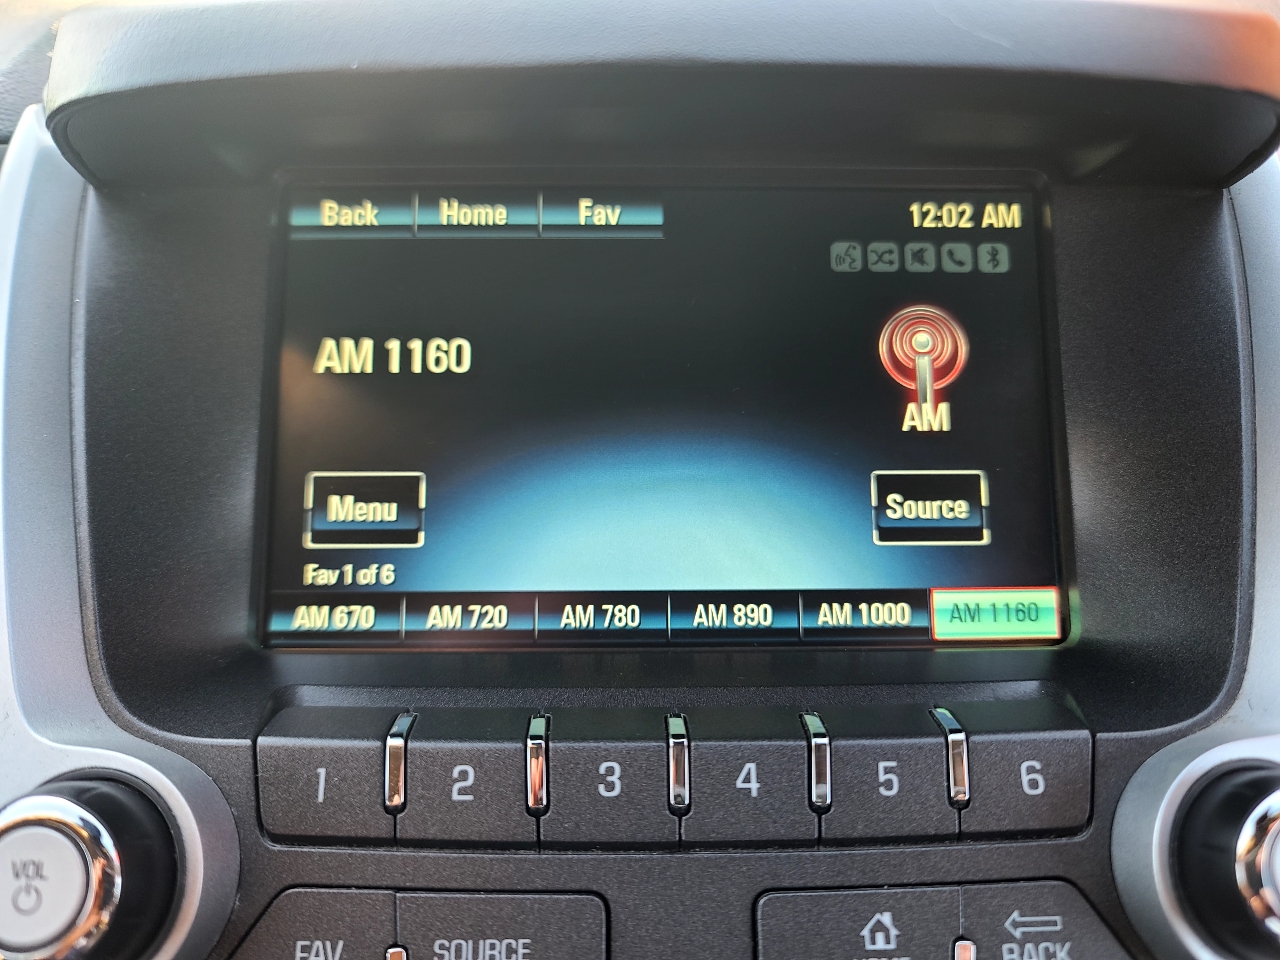 Back Home Fav 12:02 AM
AM 1160
AM
Menu Source
Fav 1 of 6
AM 670 AM 720 AM 780 AM 890 AM 1000 AM 1160
1 2 3 4 5 6
VOL
FAV SOURCE HOME BACK